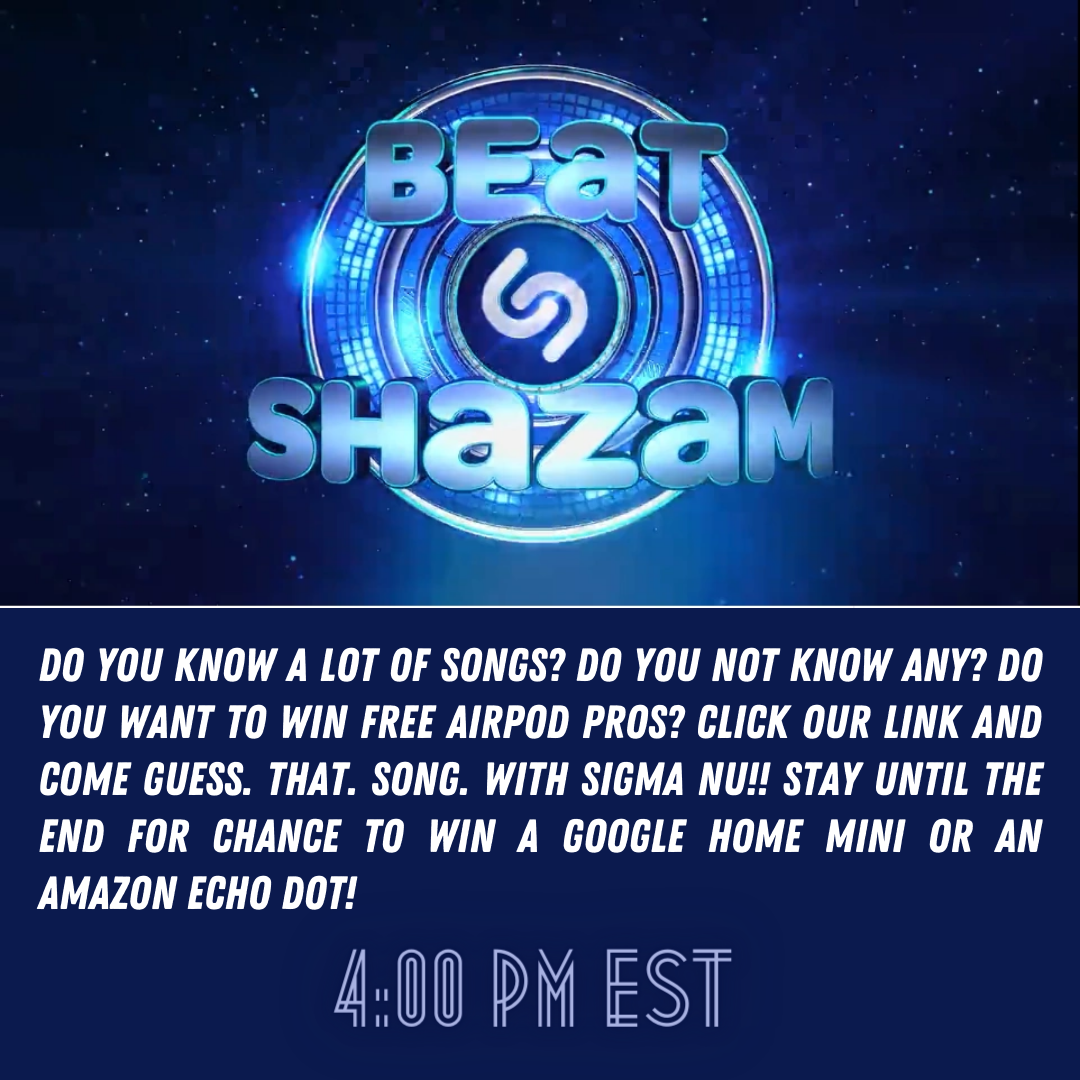 BEaT
SHaZaM
DO YOU KNOW A LOT OF SONGS? DO YOU NOT KNOW ANY? DO
YOU WANT TO WIN FREE AIRPOD PROS? CLICK OUR LINK AND
COME GUESS. THAT. SONG. WITH SIGMA NU!! STAY UNTIL THE
END FOR CHANCE TO WIN A GOOGLE HOME MINI OR AN
AMAZON ECHO DOT!
4:00 PM EST